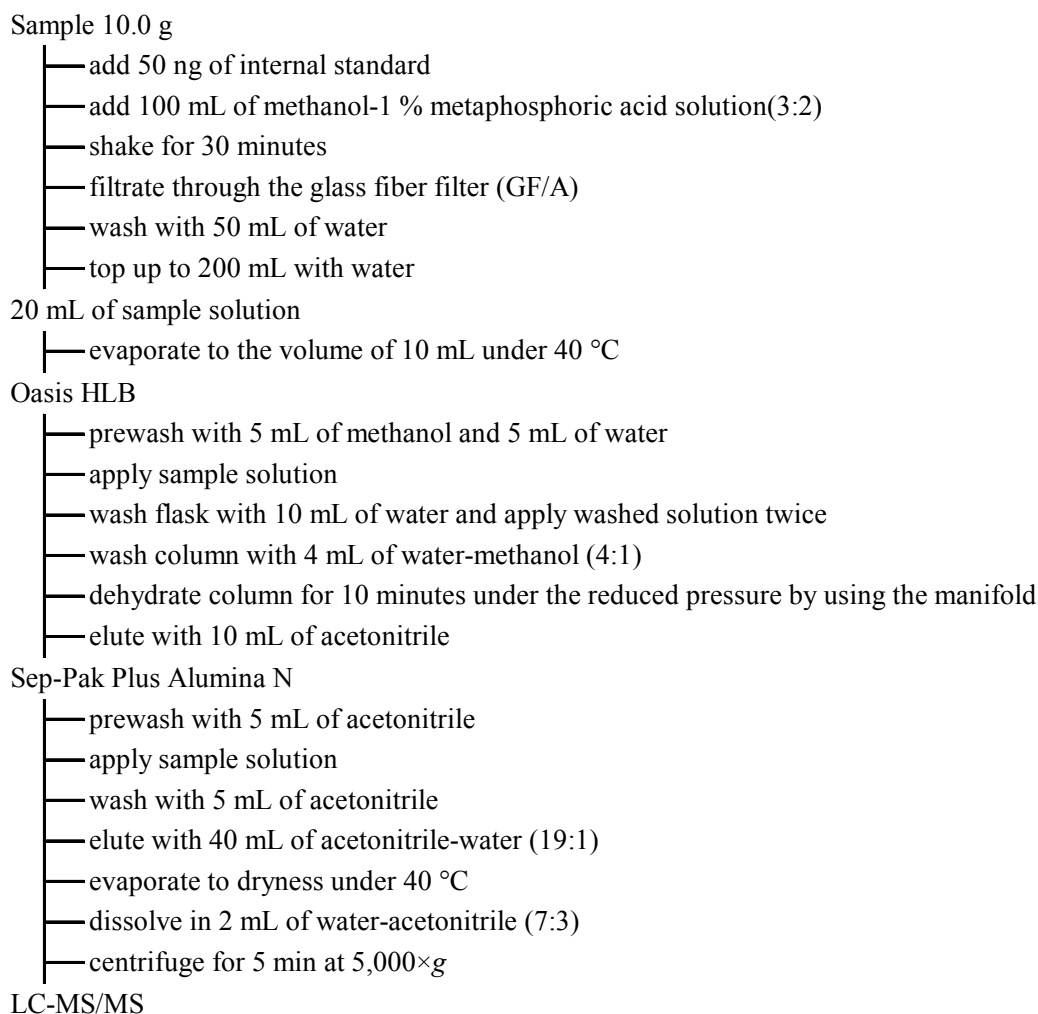 Sample 10.0 g
add 50 ng of internal standard
add 100 mL of methanol-1 % metaphosphoric acid solution(3:2)
shake for 30 minutes
filtrate through the glass fiber filter (GF/A)
wash with 50 mL of water
top up to 200 mL with water
20 mL of sample solution
evaporate to the volume of 10 mL under 40 °C
Oasis HLB
prewash with 5 mL of methanol and 5 mL of water
apply sample solution
wash flask with 10 mL of water and apply washed solution twice
wash column with 4 mL of water-methanol (4:1)
dehydrate column for 10 minutes under the reduced pressure by using the manifold
elute with 10 mL of acetonitrile
Sep-Pak Plus Alumina N
prewash with 5 mL of acetonitrile
apply sample solution
wash with 5 mL of acetonitrile
elute with 40 mL of acetonitrile-water (19:1)
evaporate to dryness under 40 °C
dissolve in 2 mL of water-acetonitrile (7:3)
centrifuge for 5 min at 5,000×g
LC-MS/MS